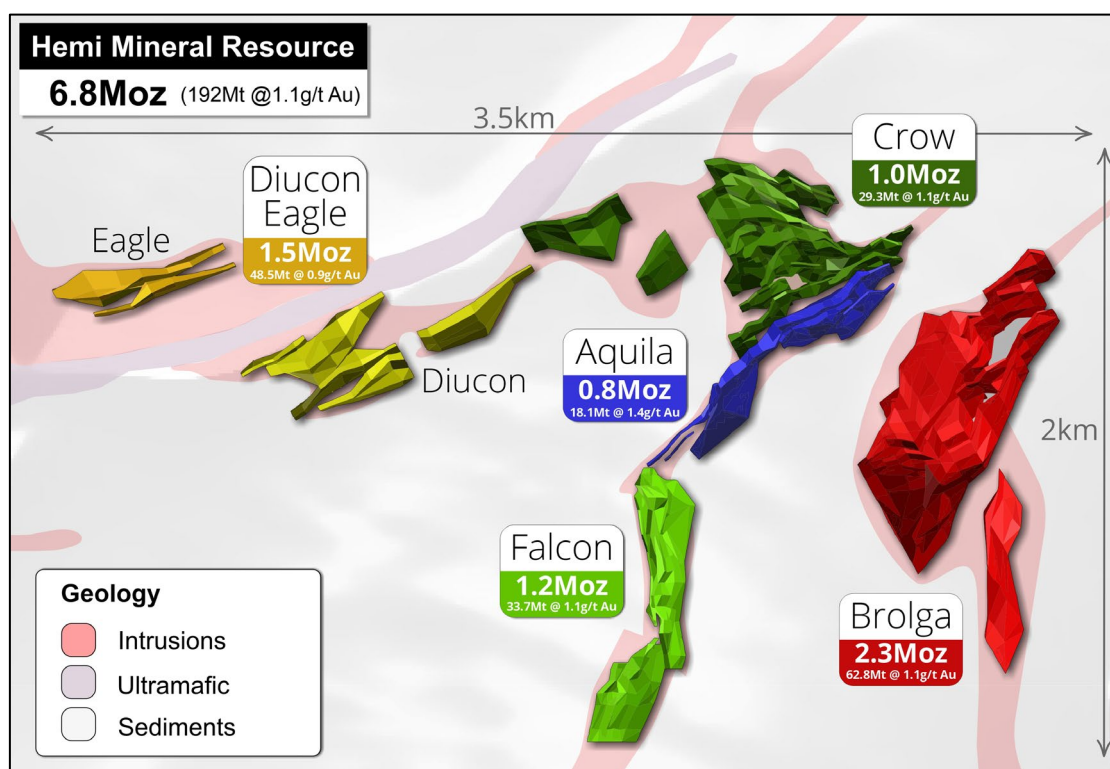 Hemi Mineral Resource
6.8Moz (192Mt @1.1g/t Au)
3.5km
Crow
1.0Moz
29.3Mt @ 1.1g/t Au
Diucon
Eagle
1.5Moz
48.5Mt @ 0.9g/t Au
Eagle
Diucon
Aquila
0.8Moz
18.1Mt @ 1.4g/t Au
2km
Falcon
1.2Moz
33.7Mt @ 1.1g/t Au
Brolga
2.3Moz
62.8Mt @ 1.1g/t Au
Geology
Intrusions
Ultramafic
Sediments